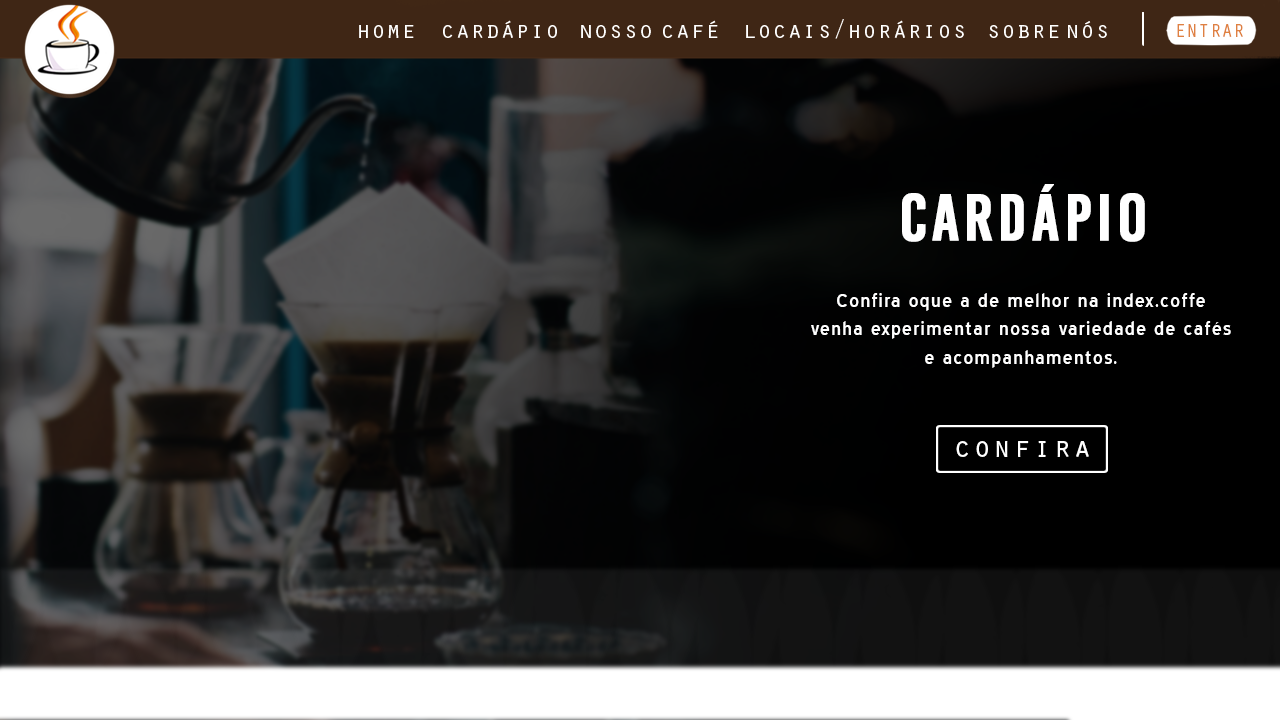 HOME CARDÁPIO NOSSO CAFÉ LOCAIS/HORÁRIOS SOBRE NÓS ENTRAR
CARDÁPIO
Confira oque a de melhor na index.coffe
venha experimentar nossa variedade de cafés
e acompanhamentos.
CONFIRA